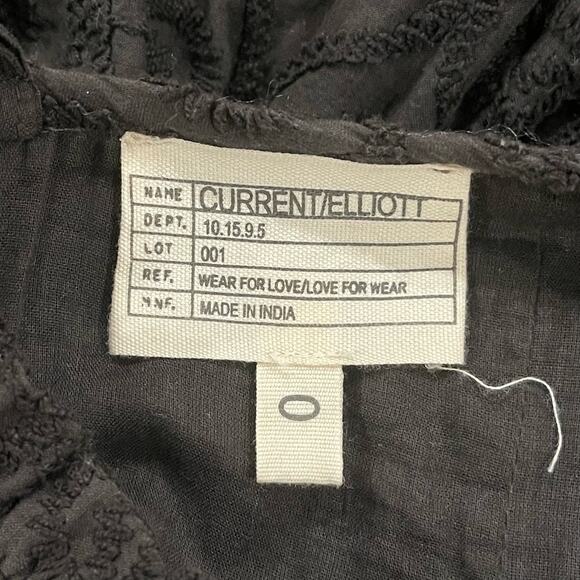 NAME CURRENT/ELLIOTT
DEPT. 10.15.9.5
LOT 001
REF. WEAR FOR LOVE/LOVE FOR WEAR
MNF. MADE IN INDIA
0